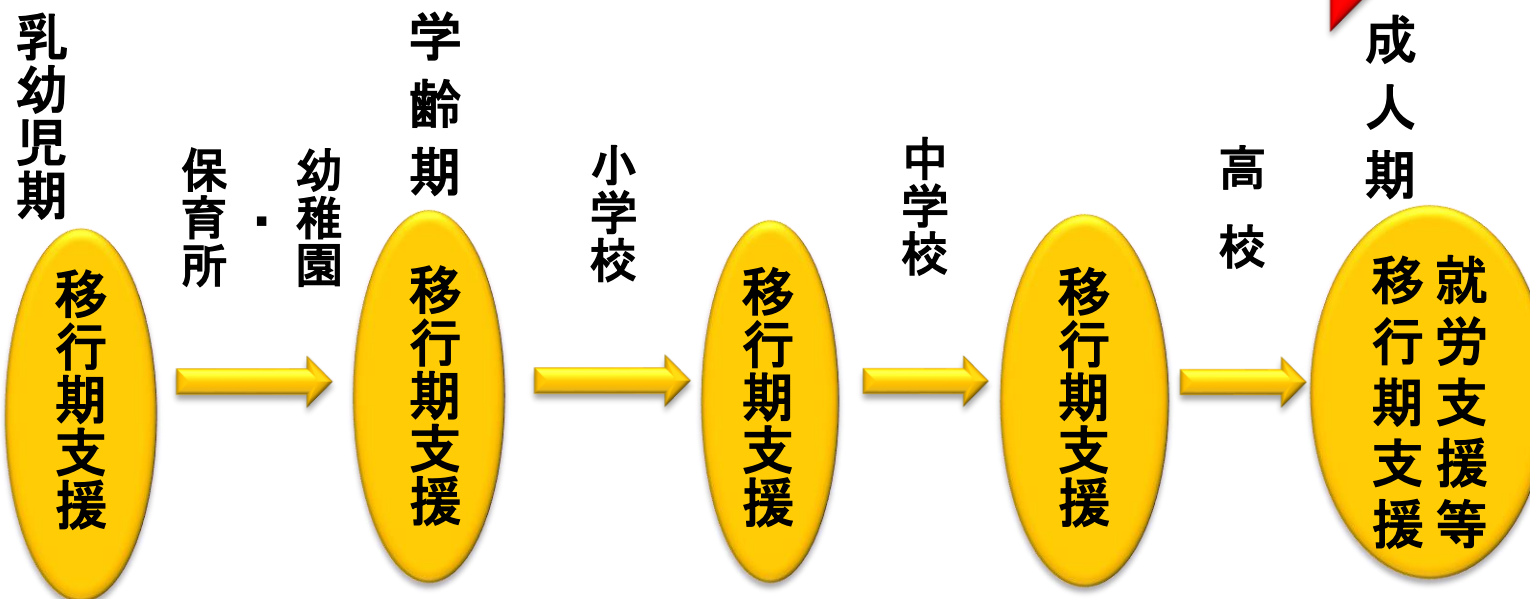 乳幼児期
移行期支援
保育所
・
幼稚園
学齢期
移行期支援
小学校
移行期支援
中学校
移行期支援
高校
成人期
就労支援等
移行期支援